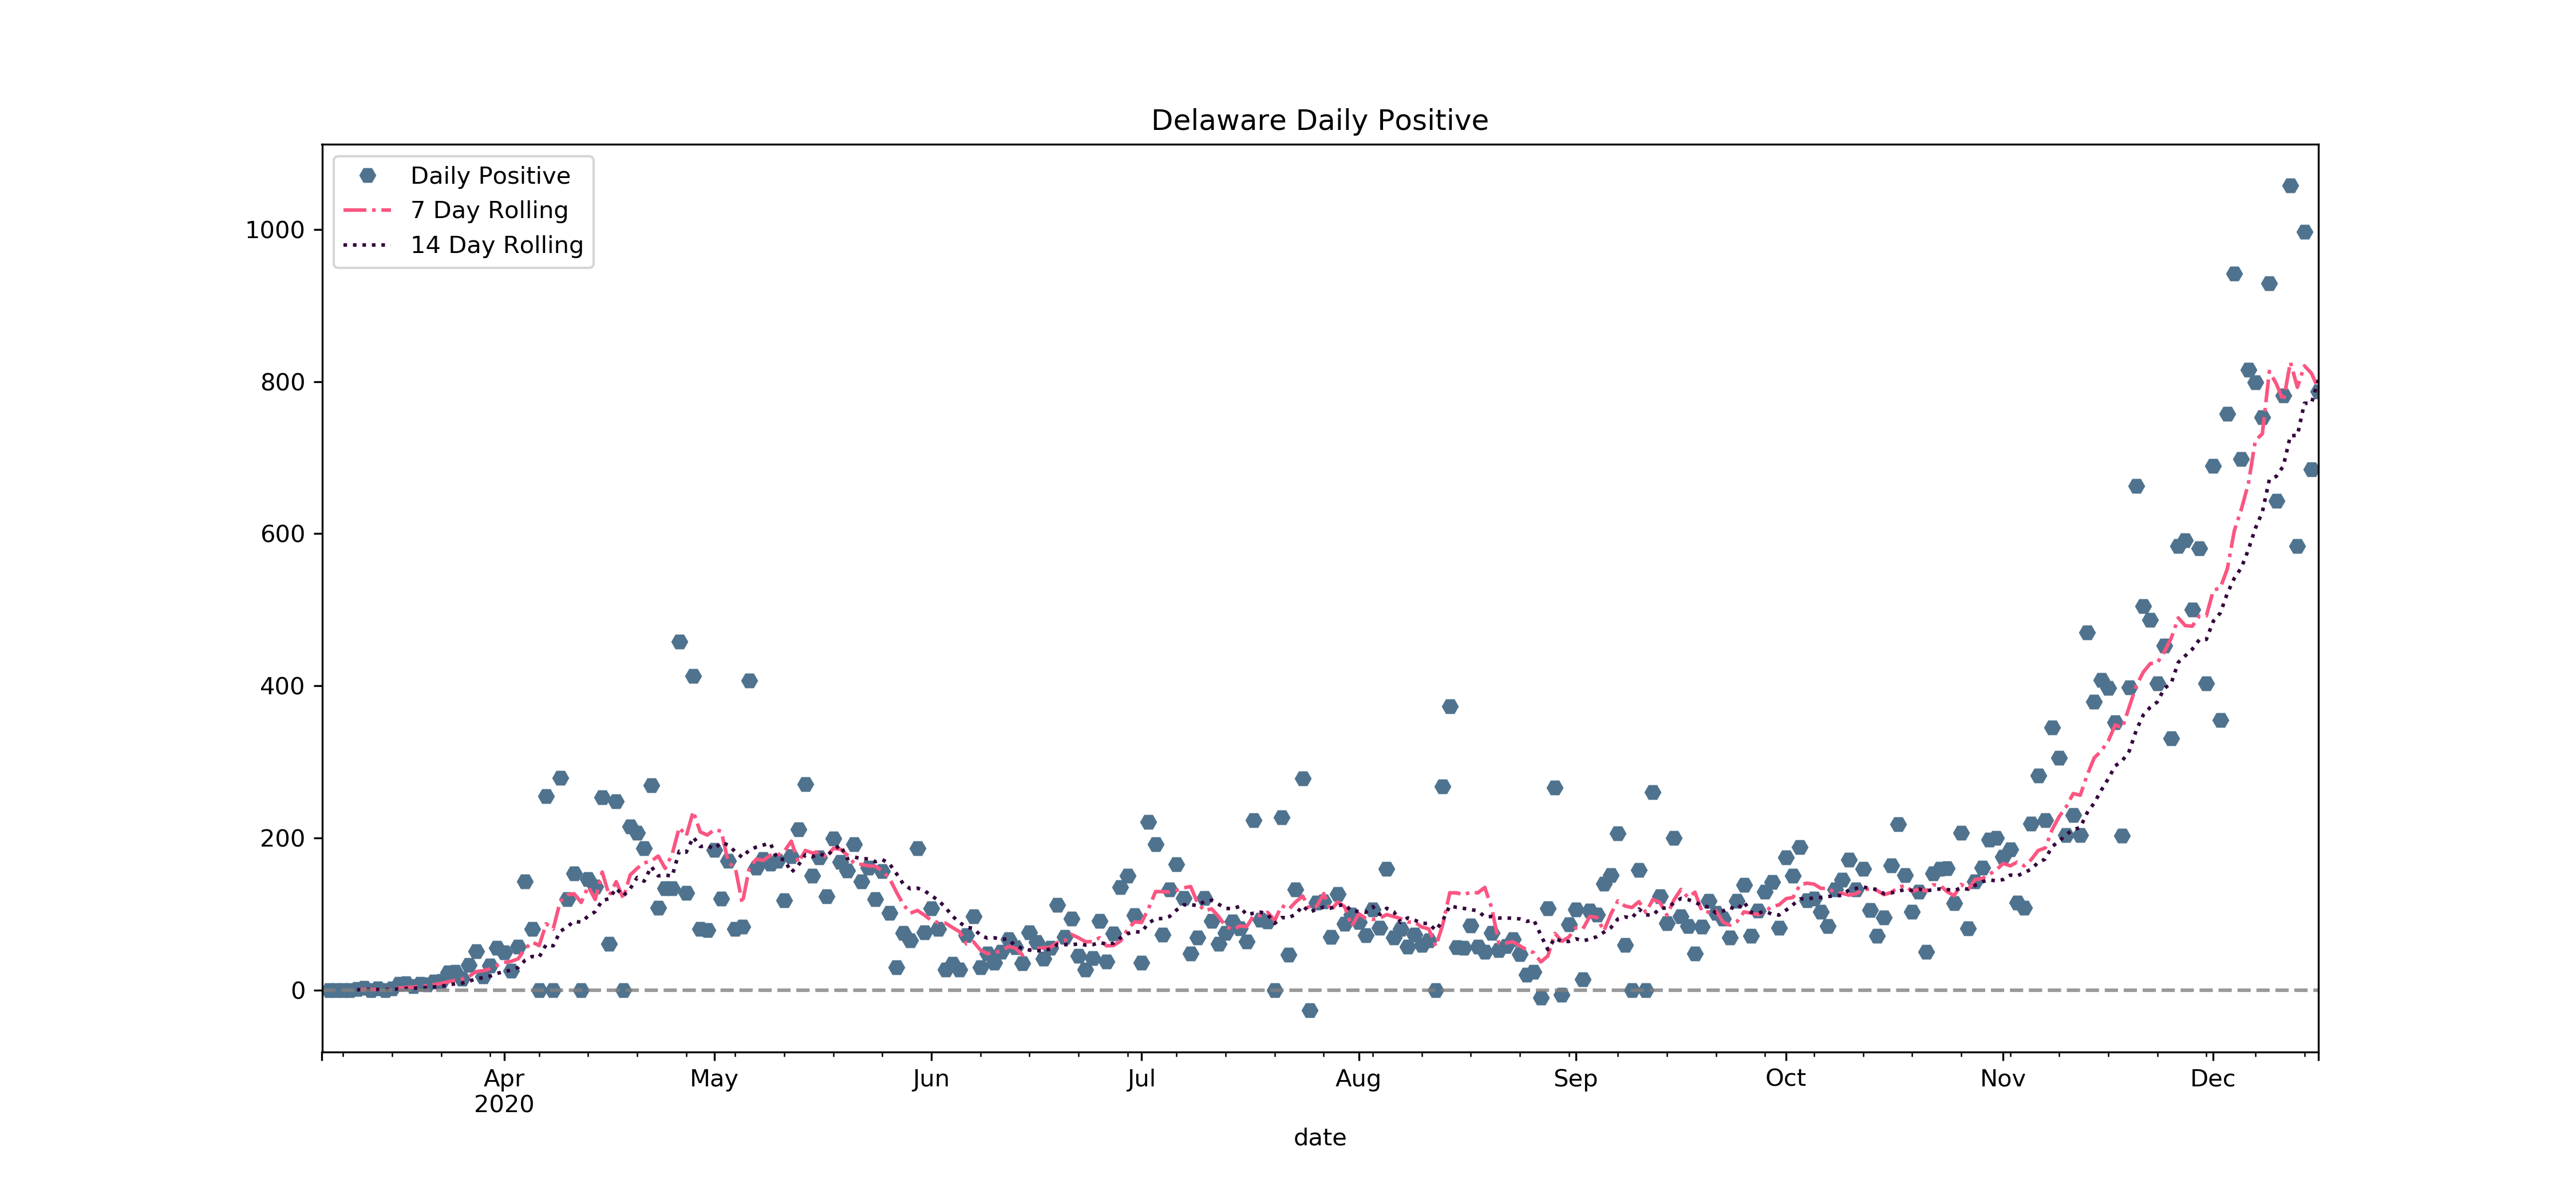 Delaware Daily Positive
Daily Positive
7 Day Rolling
14 Day Rolling
1000
800
600
400
200
0
Apr May Jun Jul Aug Sep Oct Nov Dec
2020
date